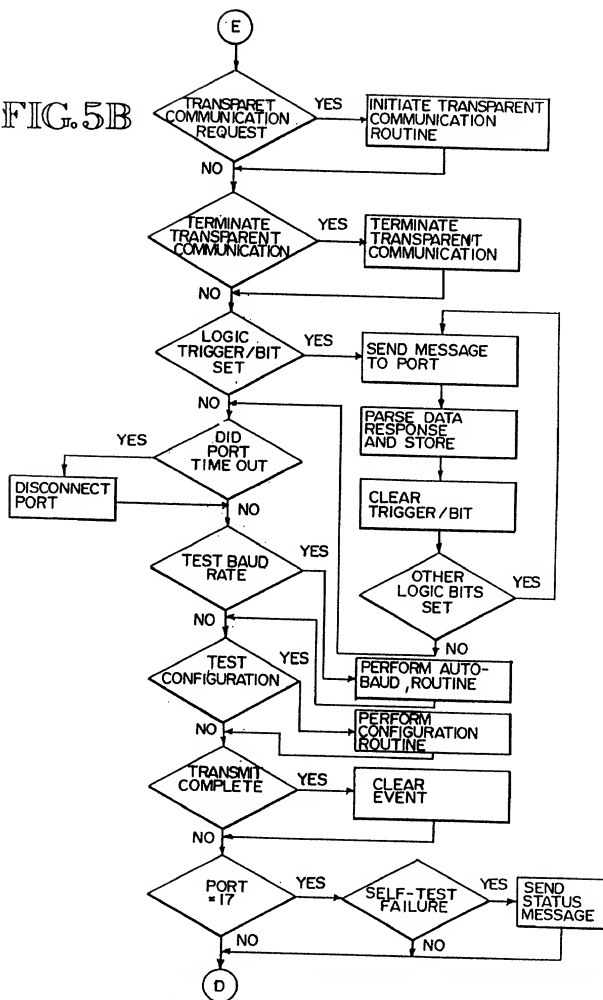 E
FIG. 5B
TRANSPARET
COMMUNICATION
REQUEST
YES
INITIATE TRANSPARENT
COMMUNICATION
ROUTINE
NO
TERMINATE
TRANSPARENT
COMMUNICATION
YES
TERMINATE
TRANSPARENT
COMMUNICATION
NO
LOGIC
TRIGGER/BIT
SET
YES
SEND MESSAGE
TO PORT
NO
PARSE DATA
RESPONSE
AND STORE
YES
DID
PORT
TIME OUT
DISCONNECT
PORT
NO
CLEAR
TRIGGER/BIT
TEST BAUD
RATE
YES
OTHER
LOGIC BITS
SET
YES
NO
NO
TEST
CONFIGURATION
YES
PERFORM AUTO-
BAUD, ROUTINE
NO
PERFORM
CONFIGURATION
ROUTINE
TRANSMIT
COMPLETE
YES
CLEAR
EVENT
NO
PORT
#17
YES
SELF-TEST
FAILURE
YES
SEND
STATUS
MESSAGE
NO
NO
D